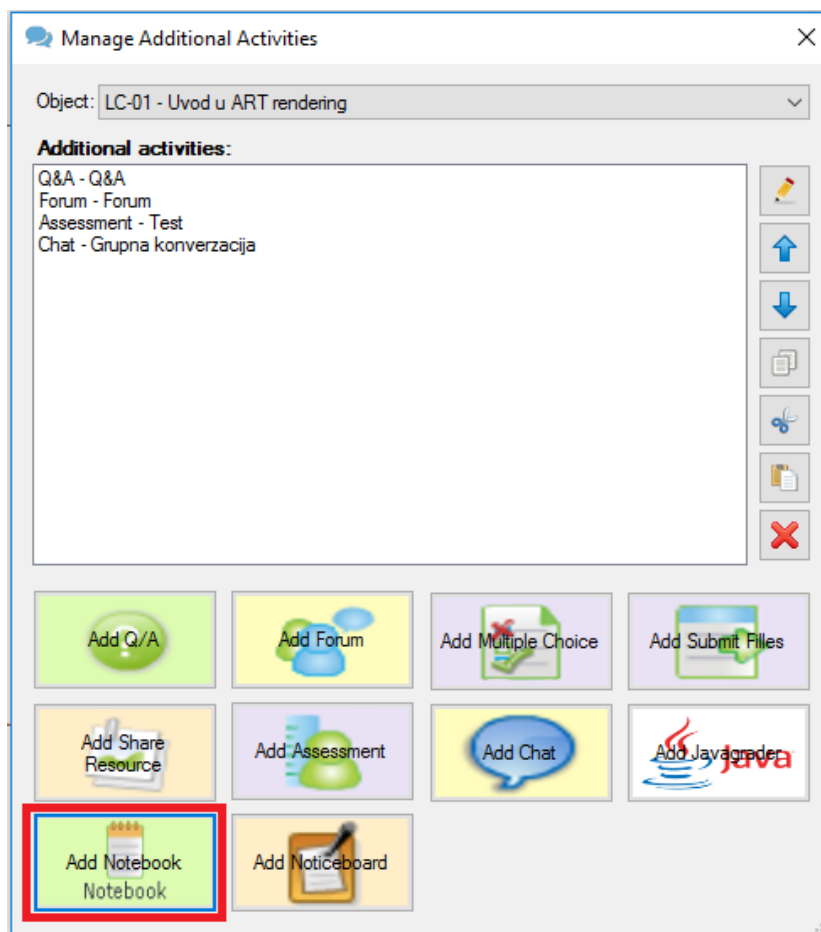 Manage Additional Activities
Object: LC-01 - Uvod u ART rendering
Additional activities:
Q&A - Q&A
Forum - Forum
Assessment - Test
Chat - Grupna konverzacija
Add Q/A
Add Forum
Add Multiple Choice
Add Submit Filles
Add Share
Resource
Add Assessment
Add Chat
Add Javagrader
Java
Add Notebook
Notebook
Add Noticeboard